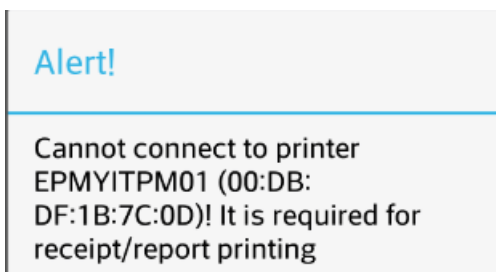 Alert!
Cannot connect to printer
EPMYITPM01 (00:DB:
DF:1B:7C:0D)! It is required for
receipt/report printing